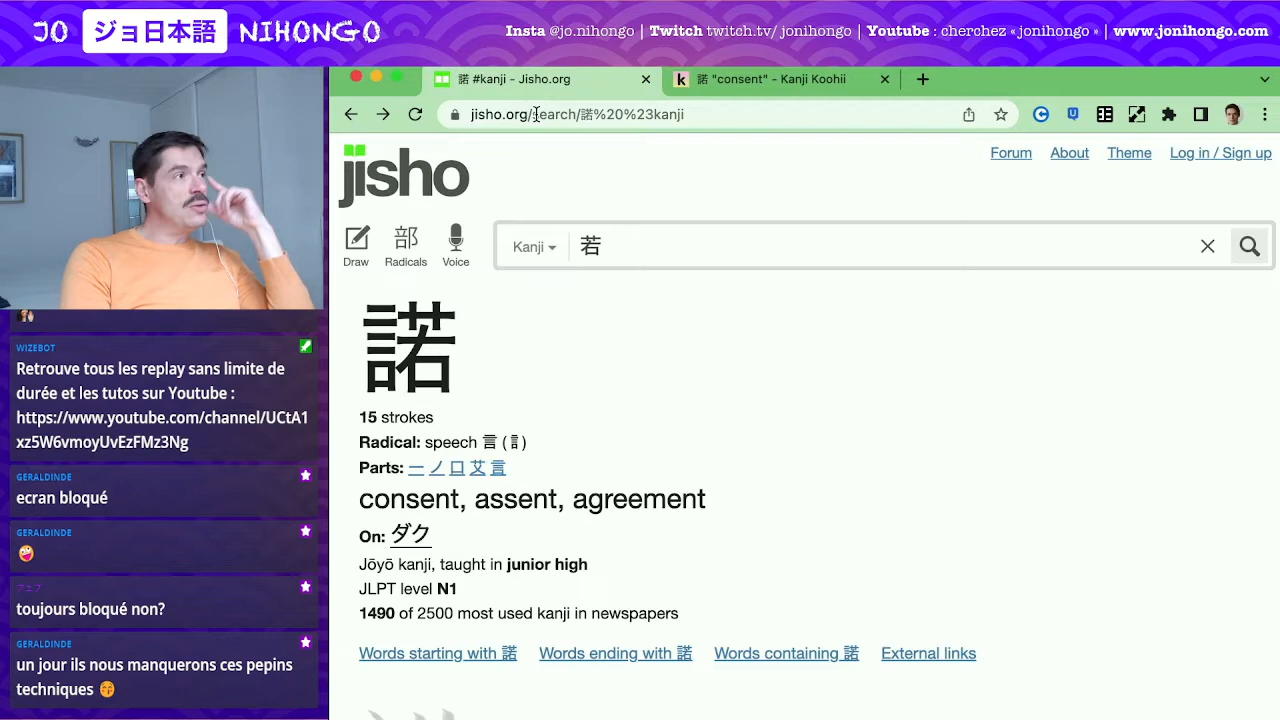 JO ジョ日本語 NIHONGO
Insta @jo.nihongo | Twitch twitch.tv/ jonihongo | Youtube : cherchez « jonihongo » | www.jonihongo.com
諾 #kanji - Jisho.org
k 諾 "consent" - Kanji Koohii
jisho.org/search/諾%20%23kanji
jisho
Forum About Theme Log in / Sign up
Draw
部 Radicals
Voice
Kanji 若
諾
15 strokes
Radical: speech 言 (訁)
Parts: 一 ノ 口 艾 言
consent, assent, agreement
On: ダク
Jōyō kanji, taught in junior high
JLPT level N1
1490 of 2500 most used kanji in newspapers
Words starting with 諾 Words ending with 諾 Words containing 諾 External links
WIZEBOT
Retrouve tous les replay sans limite de
durée et les tutos sur Youtube :
https://www.youtube.com/channel/UCtA1
xz5W6vmoyUvEzFMz3Ng
GERALDINDE
ecran bloqué
GERALDINDE
🤪
toujours bloqué non?
GERALDINDE
un jour ils nous manquerons ces pepins
techniques 😚